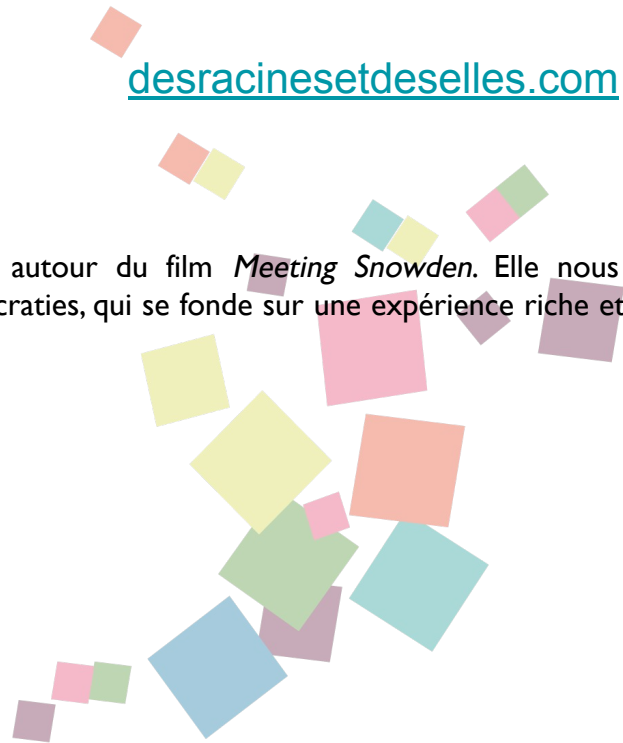 desracinesetdeselles.com
autour du film Meeting Snowden. Elle nous
craties, qui se fonde sur une expérience riche et